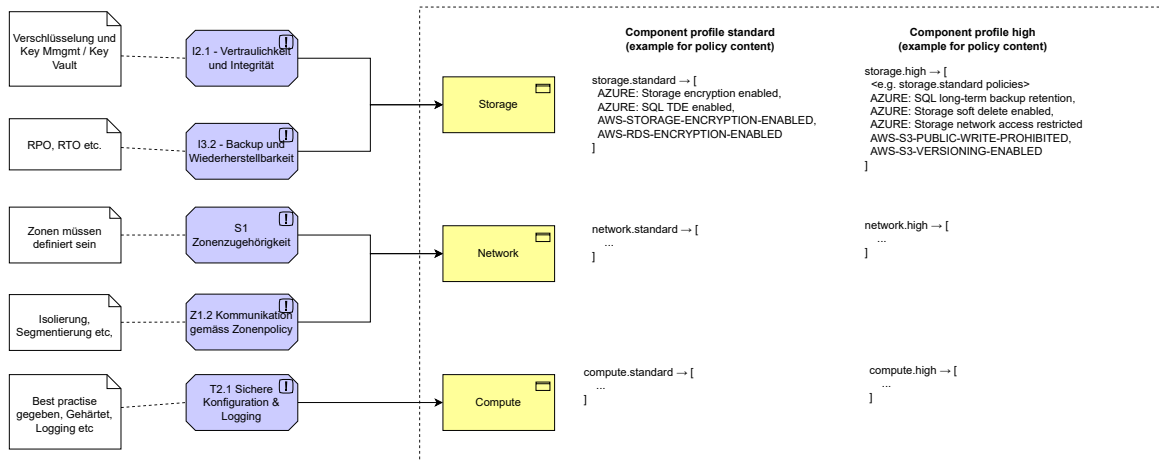 Verschlüsselung und
Key Mmgmt / Key
Vault
I2.1 - Vertraulichkeit
und Integrität
RPO, RTO etc.
I3.2 - Backup und
Wiederherstellbarkeit
Storage
Component profile standard
(example for policy content)
storage.standard → [
AZURE: Storage encryption enabled,
AZURE: SQL TDE enabled,
AWS-STORAGE-ENCRYPTION-ENABLED,
AWS-RDS-ENCRYPTION-ENABLED
]
Component profile high
(example for policy content)
storage.high → [
<e.g. storage.standard policies>
AZURE: SQL long-term backup retention,
AZURE: Storage soft delete enabled,
AZURE: Storage network access restricted
AWS-S3-PUBLIC-WRITE-PROHIBITED,
AWS-S3-VERSIONING-ENABLED
]
Zonen müssen
definiert sein
S1
Zonenzugehörigkeit
Isolierung,
Segmentierung etc,
Z1.2 Kommunikation
gemäss Zonenpolicy
Network
network.standard → [
...
]
network.high → [
...
]
Best practise
gegeben, Gehärtet,
Logging etc
T2.1 Sichere
Konfiguration &
Logging
Compute
compute.standard → [
...
]
compute.high → [
...
]